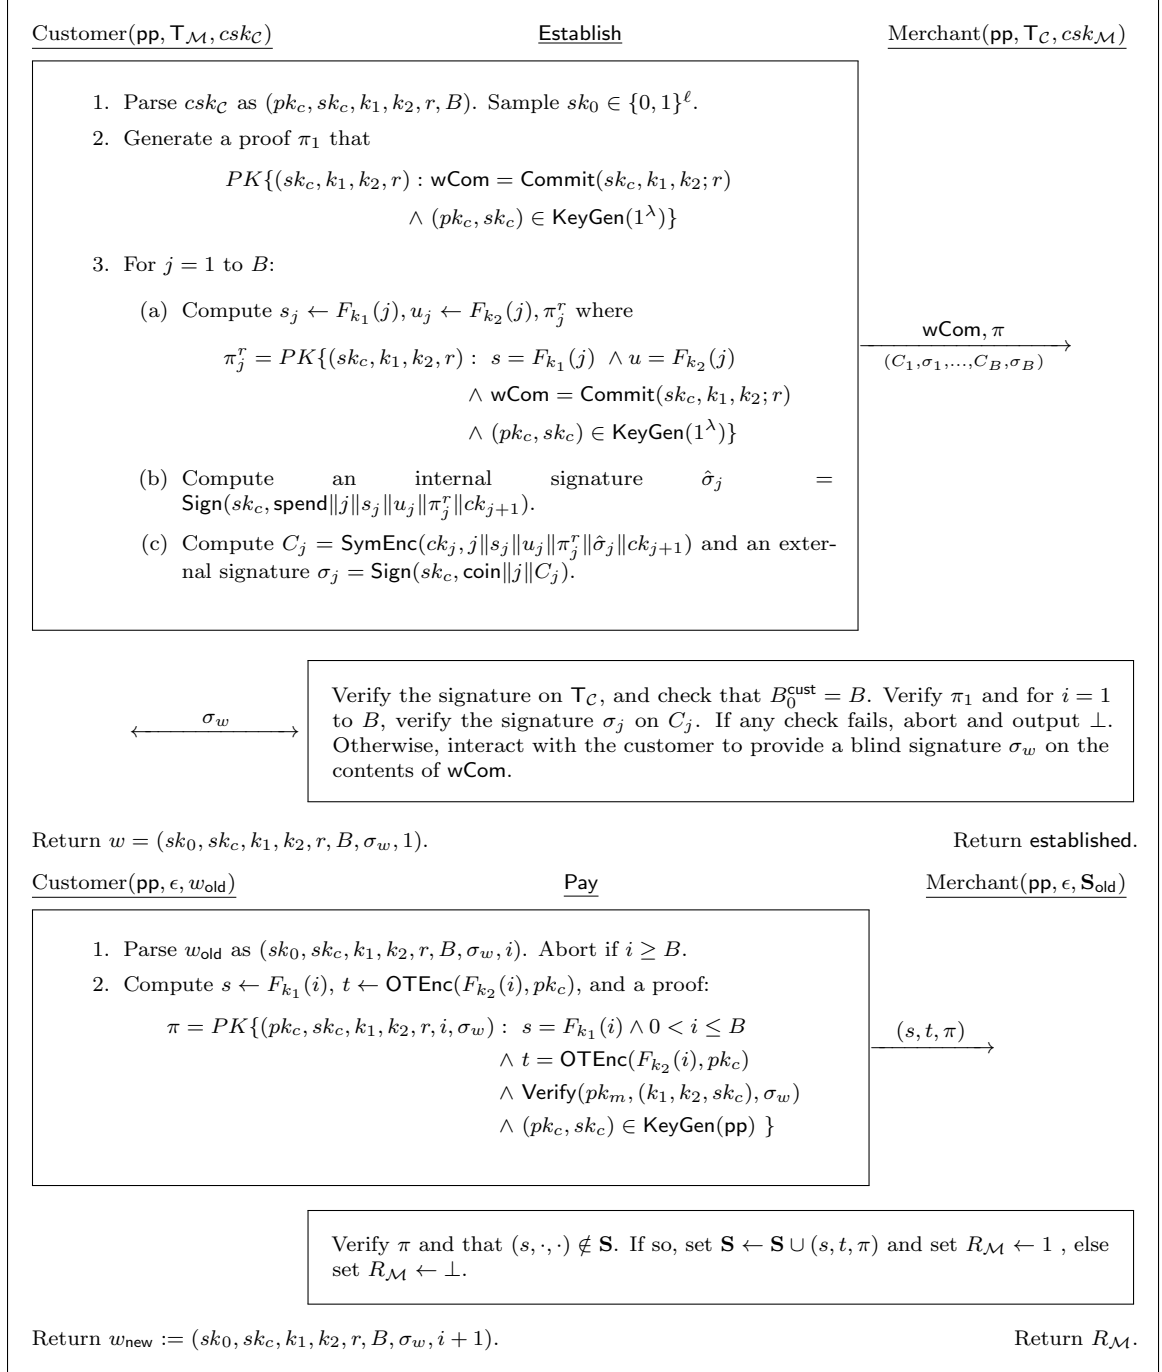 Customer(pp, T_M, csk_C) Establish Merchant(pp, T_C, csk_M)
1. Parse csk_C as (pk_c, sk_c, k_1, k_2, r, B). Sample sk_0 ∈ {0, 1}^ℓ.
2. Generate a proof π_1 that
PK{(sk_c, k_1, k_2, r) : wCom = Commit(sk_c, k_1, k_2; r)
∧ (pk_c, sk_c) ∈ KeyGen(1^λ)}
3. For j = 1 to B:
(a) Compute s_j ← F_{k_1}(j), u_j ← F_{k_2}(j), π_j^r where
π_j^r = PK{(sk_c, k_1, k_2, r) : s = F_{k_1}(j) ∧ u = F_{k_2}(j)
∧ wCom = Commit(sk_c, k_1, k_2; r)
∧ (pk_c, sk_c) ∈ KeyGen(1^λ)}
(b) Compute an internal signature σ̂_j =
Sign(sk_c, spend‖j‖s_j‖u_j‖π_j^r‖ck_{j+1}).
(c) Compute C_j = SymEnc(ck_j, j‖s_j‖u_j‖π_j^r‖σ̂_j‖ck_{j+1}) and an exter-
nal signature σ_j = Sign(sk_c, coin‖j‖C_j).
wCom, π
(C_1,σ_1,...,C_B,σ_B)
σ_w
Verify the signature on T_C, and check that B_0^cust = B. Verify π_1 and for i = 1
to B, verify the signature σ_j on C_j. If any check fails, abort and output ⊥.
Otherwise, interact with the customer to provide a blind signature σ_w on the
contents of wCom.
Return w = (sk_0, sk_c, k_1, k_2, r, B, σ_w, 1). Return established.
Customer(pp, ϵ, w_old) Pay Merchant(pp, ϵ, S_old)
1. Parse w_old as (sk_0, sk_c, k_1, k_2, r, B, σ_w, i). Abort if i ≥ B.
2. Compute s ← F_{k_1}(i), t ← OTEnc(F_{k_2}(i), pk_c), and a proof:
π = PK{(pk_c, sk_c, k_1, k_2, r, i, σ_w) : s = F_{k_1}(i) ∧ 0 < i ≤ B
∧ t = OTEnc(F_{k_2}(i), pk_c)
∧ Verify(pk_m, (k_1, k_2, sk_c), σ_w)
∧ (pk_c, sk_c) ∈ KeyGen(pp) }
(s, t, π)
Verify π and that (s, ·, ·) ∉ S. If so, set S ← S ∪ (s, t, π) and set R_M ← 1 , else
set R_M ← ⊥.
Return w_new := (sk_0, sk_c, k_1, k_2, r, B, σ_w, i + 1). Return R_M.